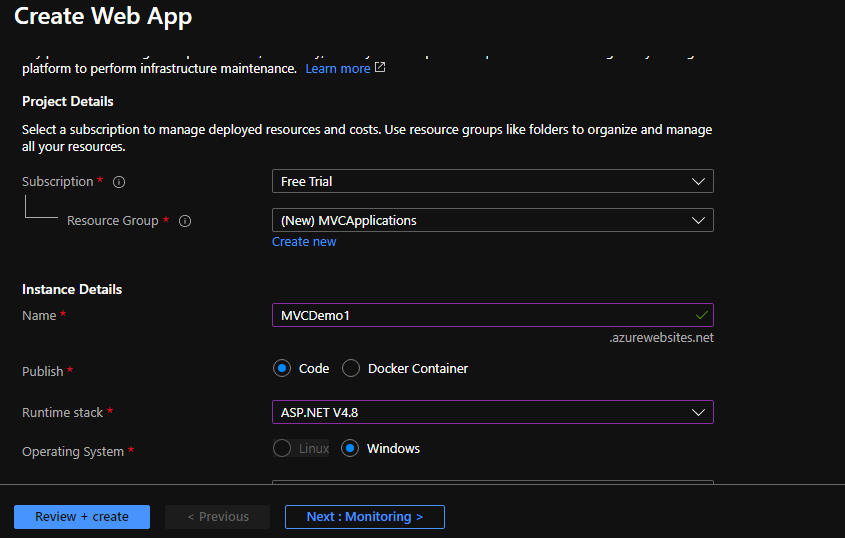 Create Web App
platform to perform infrastructure maintenance. Learn more
Project Details
Select a subscription to manage deployed resources and costs. Use resource groups like folders to organize and manage
all your resources.
Subscription *
Free Trial
Resource Group *
(New) MVCApplications
Create new
Instance Details
Name *
MVCDemo1
.azurewebsites.net
Publish *
Code
Docker Container
Runtime stack *
ASP.NET V4.8
Operating System *
Linux
Windows
Review + create
< Previous
Next : Monitoring >